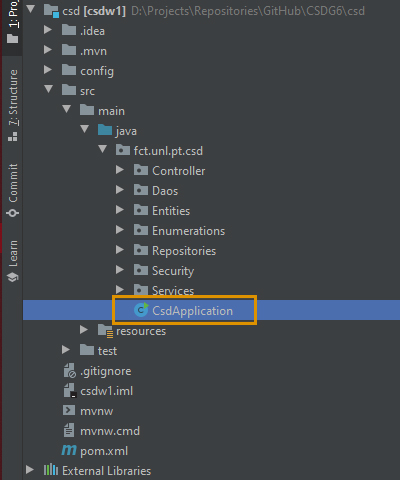 1: Proj
csd [csdw1] D:\Projects\Repositories\GitHub\CSDG6\csd
.idea
.mvn
config
src
main
java
fct.unl.pt.csd
Controller
Daos
Entities
Enumerations
Repositories
Security
Services
CsdApplication
resources
test
.gitignore
csdw1.iml
mvnw
mvnw.cmd
pom.xml
External Libraries
7: Structure
Commit
Learn